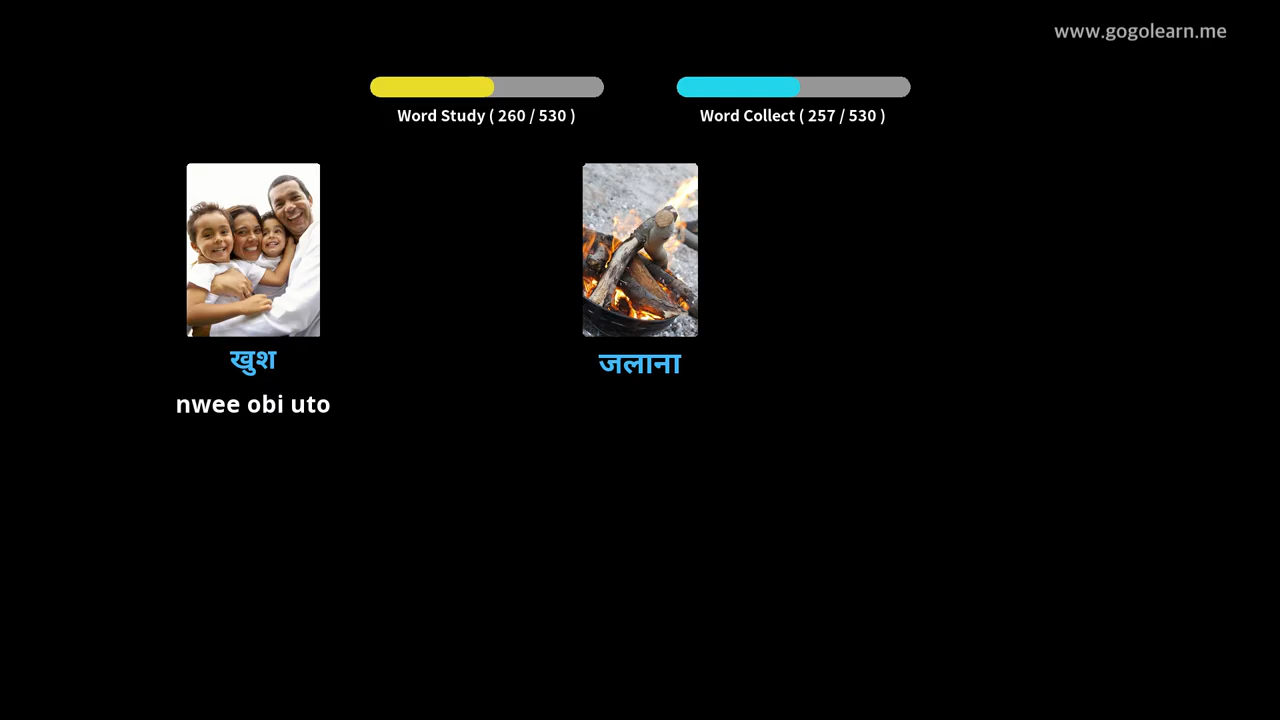 www.gogolearn.me
Word Study ( 260 / 530 )
Word Collect ( 257 / 530 )
खुश
जलाना
nwee obi uto